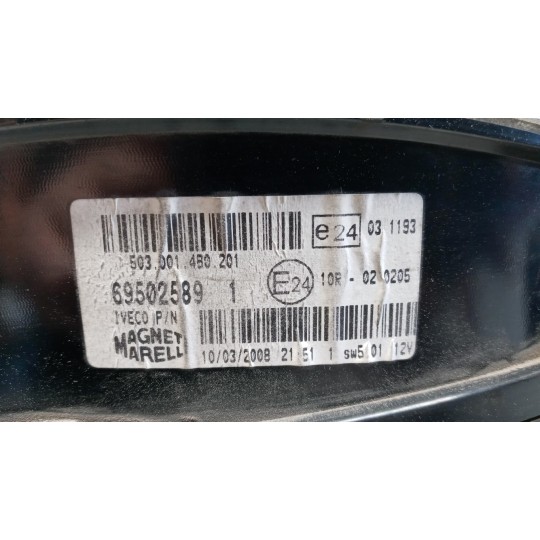 e24 03 1193
503.001.480.201
69502589 1 E24 10R - 02 0205
IVECO P/N
MAGNETI
MARELLI
10/03/2008 21 51 1 sw5 01 12V